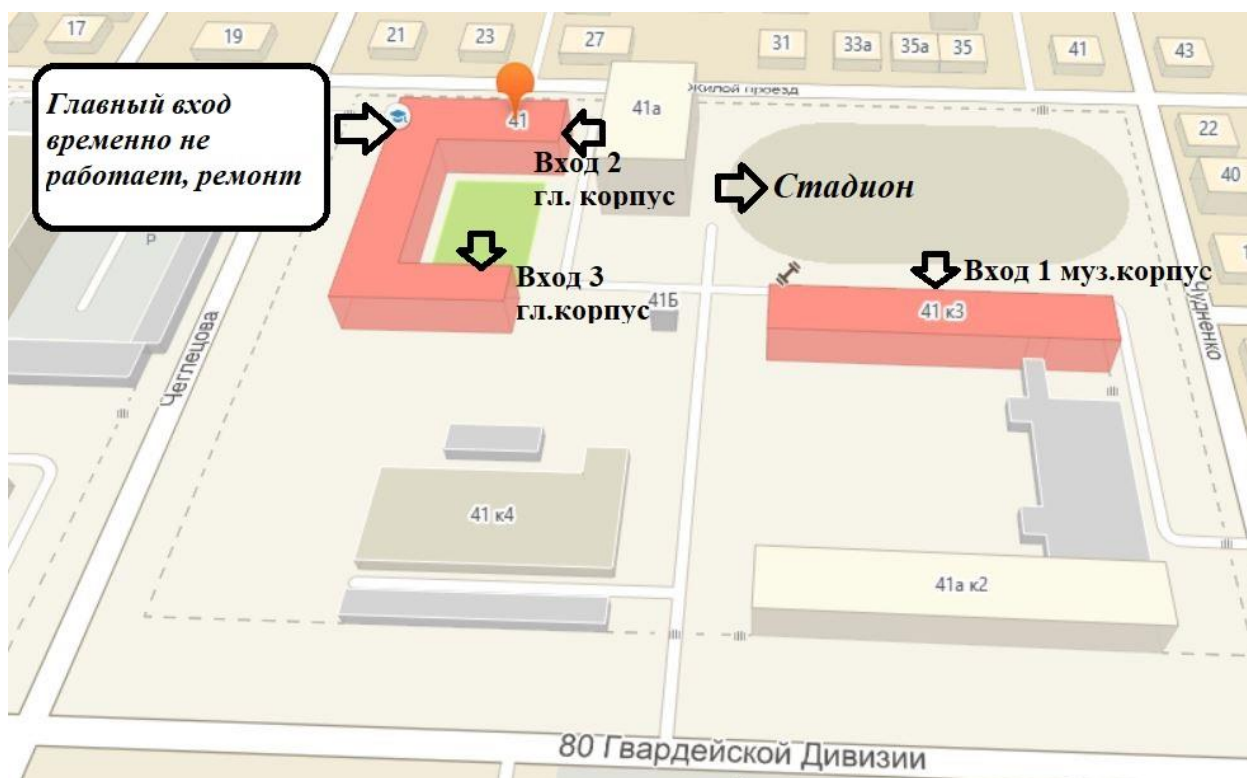 17
19
21
23
27
31
33а
35а
35
41
43
Главный вход
временно не
работает, ремонт
41
41а
жилой проезд
22
40
Вход 2
гл. корпус
Стадион
Р
Вход 3
гл.корпус
41Б
Вход 1 муз.корпус
41 к3
Чеглецова
Чудненко
41 к4
41а к2
80 Гвардейской Дивизии